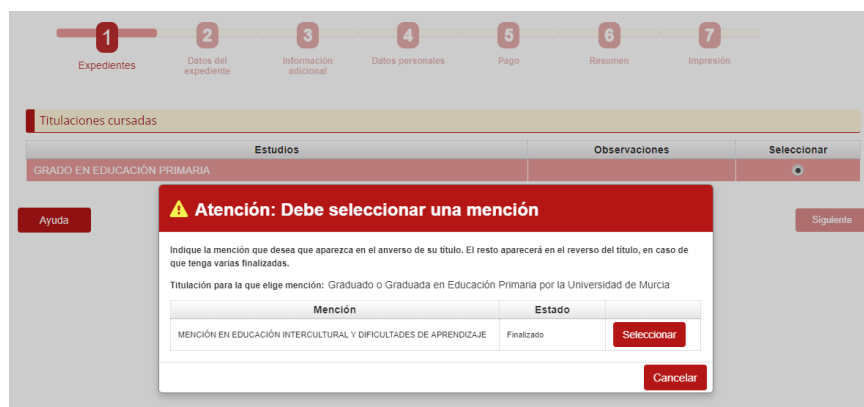 1 2 3 4 5 6 7
Expedientes Datos del expediente Información adicional Datos personales Pago Resumen Impresión
Titulaciones cursadas
Estudios Observaciones Seleccionar
GRADO EN EDUCACIÓN PRIMARIA
Ayuda Siguiente
Atención: Debe seleccionar una mención
Indique la mención que desea que aparezca en el anverso de su título. El resto aparecerá en el reverso del título, en caso de
que tenga varias finalizadas.
Titulación para la que elige mención: Graduado o Graduada en Educación Primaria por la Universidad de Murcia
Mención Estado
MENCIÓN EN EDUCACIÓN INTERCULTURAL Y DIFICULTADES DE APRENDIZAJE Finalizado Seleccionar
Cancelar